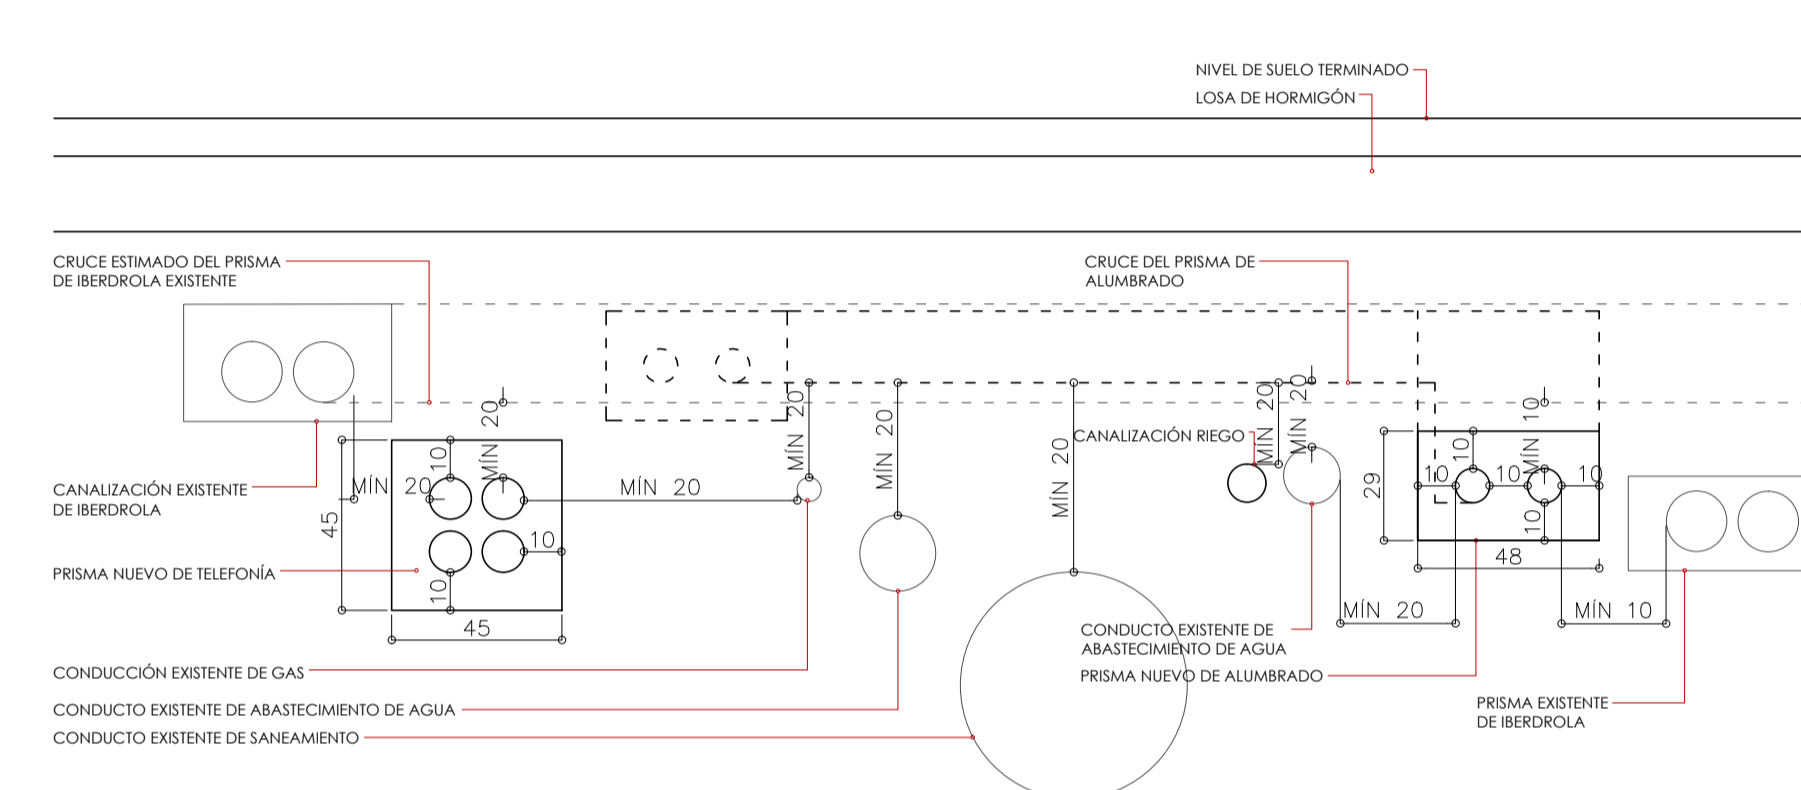 NIVEL DE SUELO TERMINADO
LOSA DE HORMIGÓN
CRUCE ESTIMADO DEL PRISMA
DE IBERDROLA EXISTENTE
CRUCE DEL PRISMA DE
ALUMBRADO
MÍN 20
MÍN 20
MÍN 20
MÍN 20
MÍN 20
MÍN 20
MÍN 10
CANALIZACIÓN RIEGO
10
10
10
10
10
10
29
48
MÍN 20
MÍN 20
45
10
10
45
CANALIZACIÓN EXISTENTE
DE IBERDROLA
PRISMA NUEVO DE TELEFONÍA
MÍN 20
MÍN 10
CONDUCTO EXISTENTE DE
ABASTECIMIENTO DE AGUA
PRISMA NUEVO DE ALUMBRADO
CONDUCCIÓN EXISTENTE DE GAS
PRISMA EXISTENTE
DE IBERDROLA
CONDUCTO EXISTENTE DE ABASTECIMIENTO DE AGUA
CONDUCTO EXISTENTE DE SANEAMIENTO